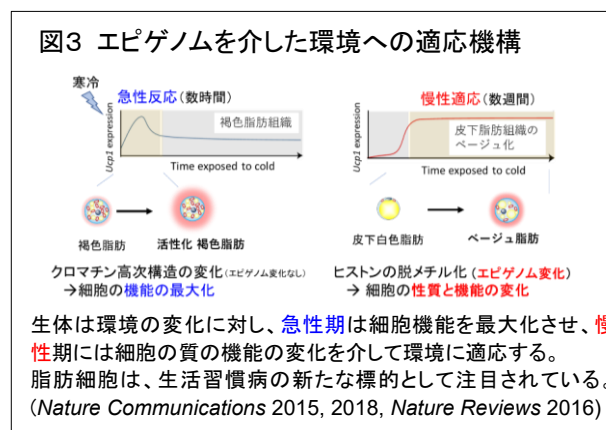 図3 エピゲノムを介した環境への適応機構
寒冷
急性反応(数時間)
慢性適応(数週間)
Ucp1 expression
褐色脂肪組織
Time exposed to cold
Ucp1 expression
皮下脂肪組織の
ベージュ化
Time exposed to cold
褐色脂肪
活性化 褐色脂肪
皮下白色脂肪
ベージュ脂肪
クロマチン高次構造の変化(エピゲノム変化なし)
→細胞の機能の最大化
ヒストンの脱メチル化 (エピゲノム変化)
→ 細胞の性質と機能の変化
生体は環境の変化に対し、急性期は細胞機能を最大化させ、慢
性期には細胞の質の機能の変化を介して環境に適応する。
脂肪細胞は、生活習慣病の新たな標的として注目されている。
(Nature Communications 2015, 2018, Nature Reviews 2016)